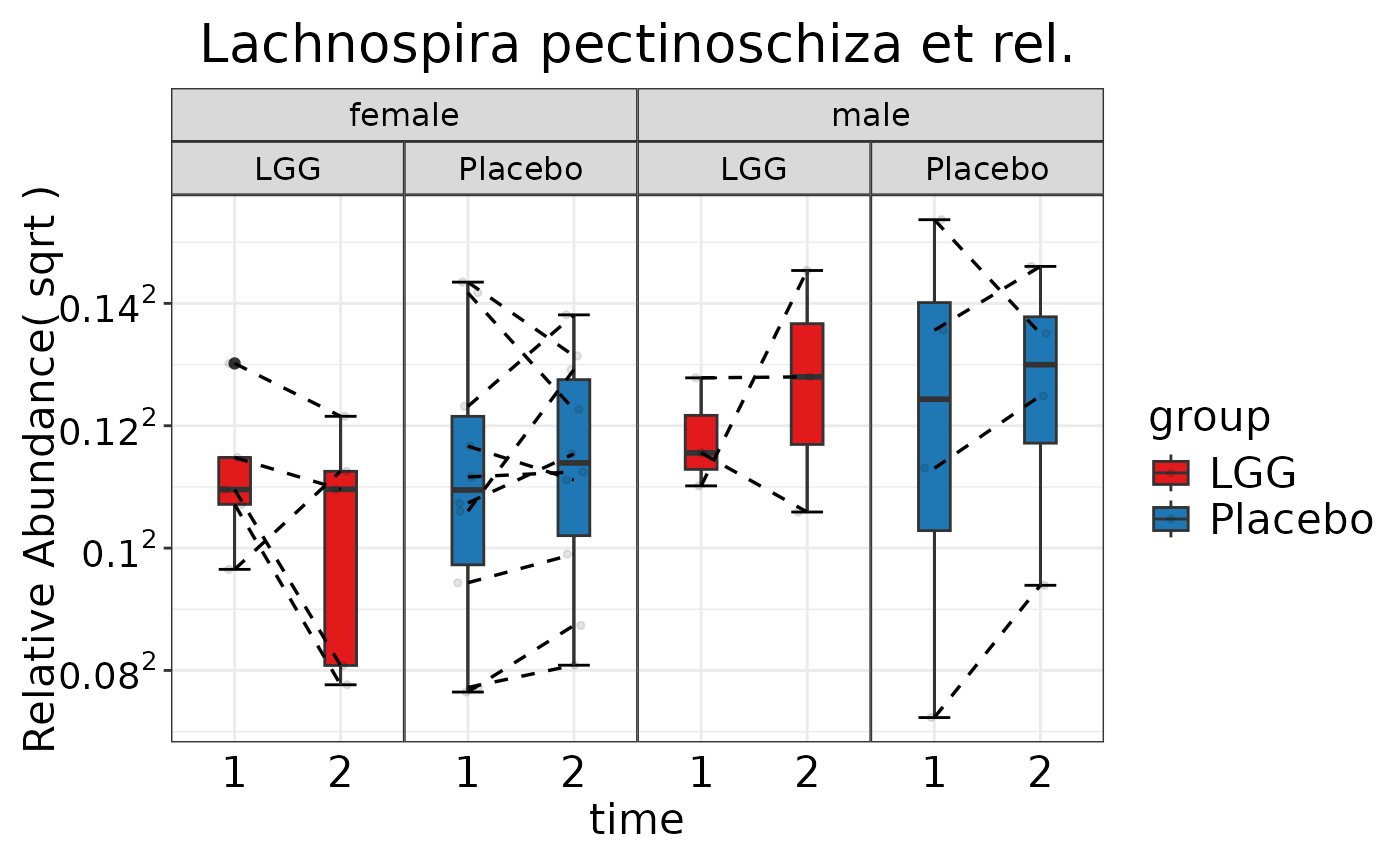 Lachnospira pectinoschiza et rel.
female male
LGG Placebo LGG Placebo
Relative Abundance( sqrt )
0.14²
0.12²
0.1²
0.08²
1 2 1 2 1 2 1 2
time
group
LGG
Placebo